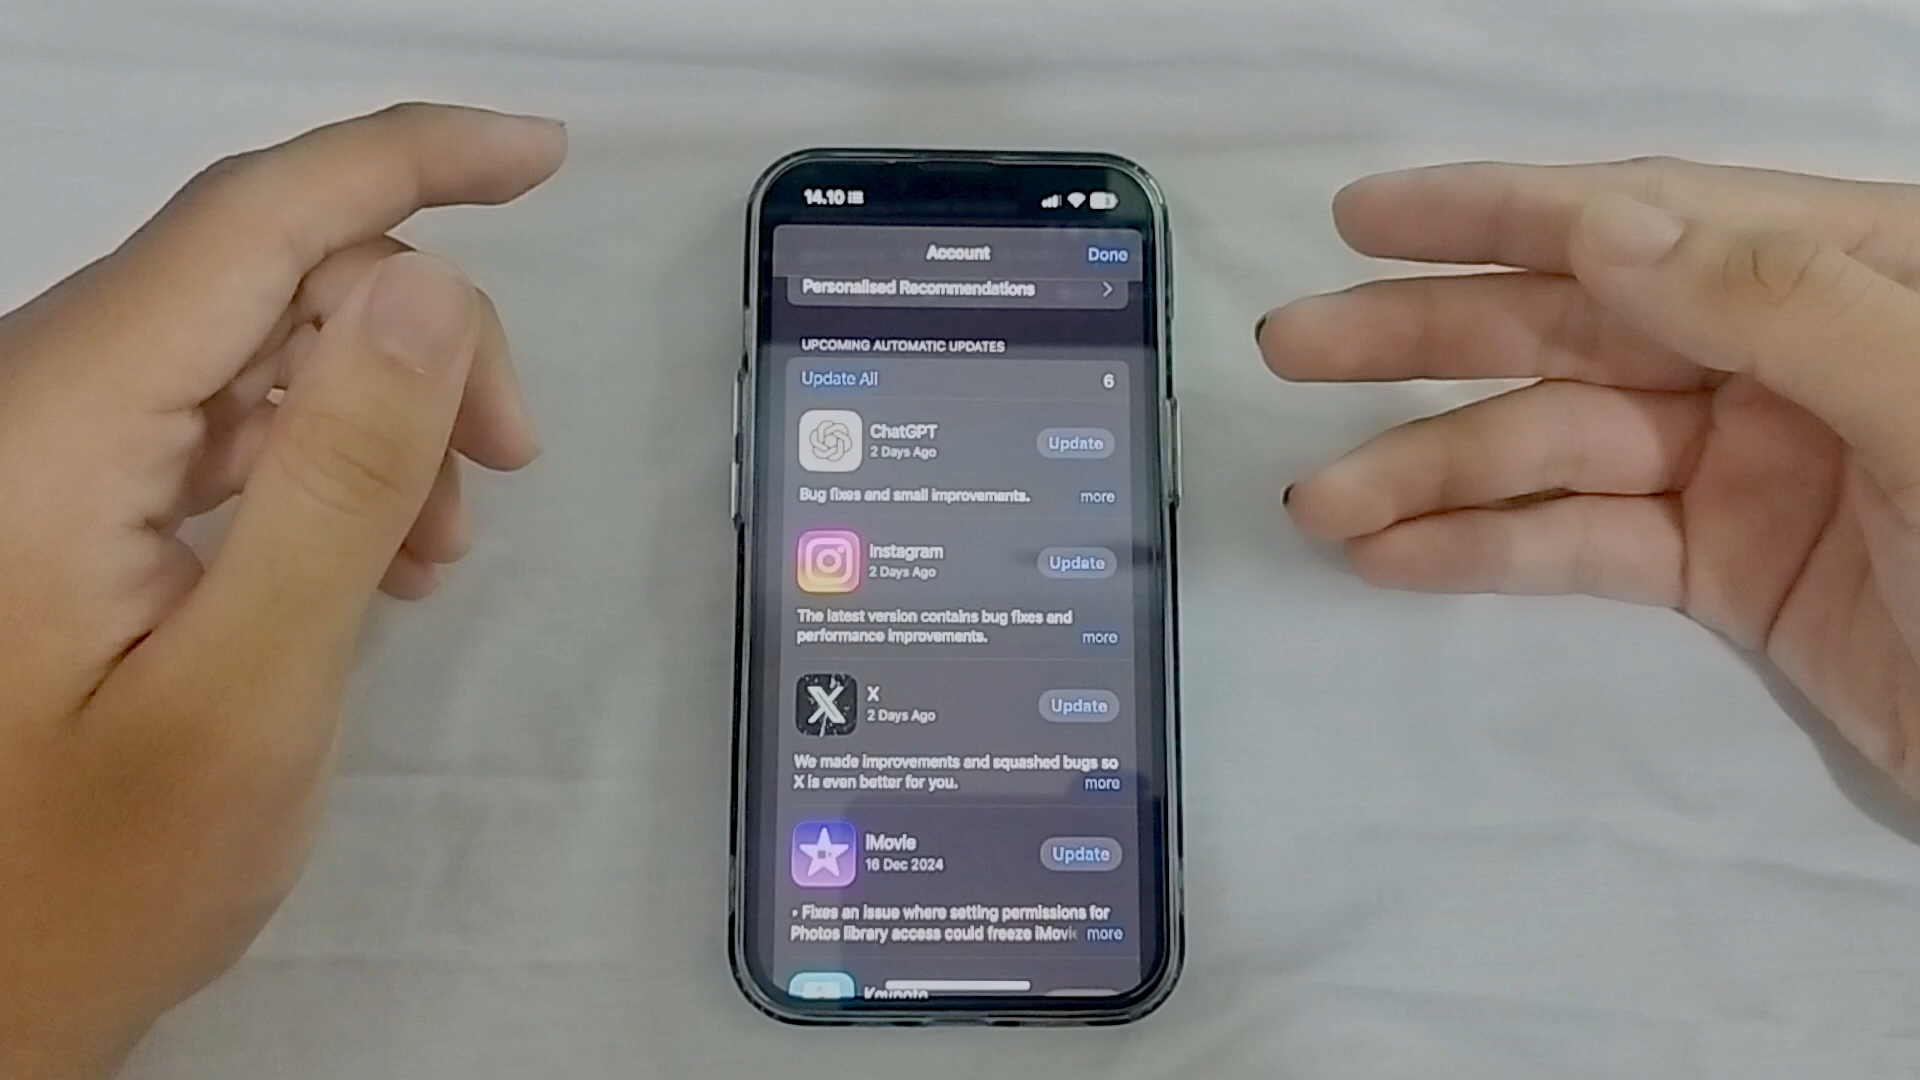 14.10
Account
Done
Personalised Recommendations
UPCOMING AUTOMATIC UPDATES
Update All
6
ChatGPT
2 Days Ago
Update
Bug fixes and small improvements.
more
Instagram
2 Days Ago
Update
The latest version contains bug fixes and
performance improvements.
more
X
2 Days Ago
Update
We made improvements and squashed bugs so
X is even better for you.
more
iMovie
16 Dec 2024
Update
• Fixes an issue where setting permissions for
Photos library access could freeze iMovi
more
Keynote